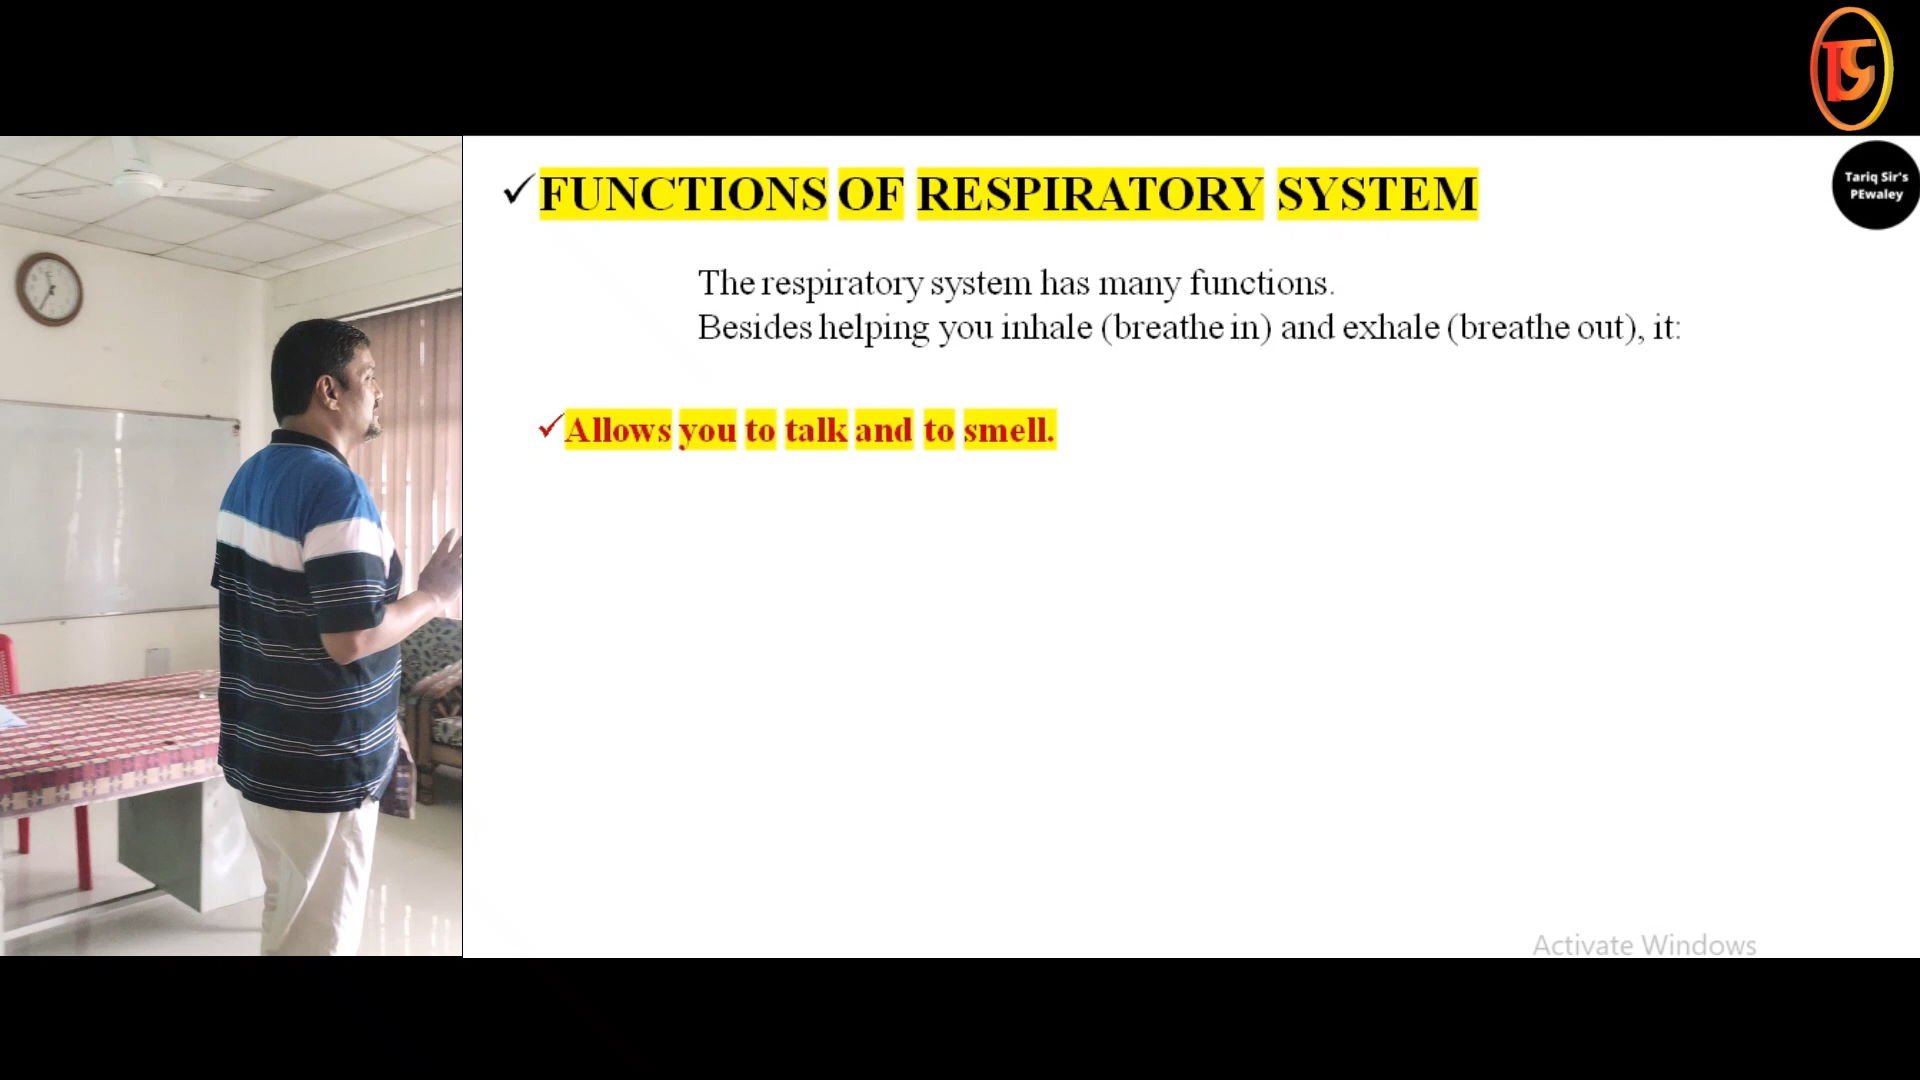 Tariq Sir's
PEwaley
✓FUNCTIONS OF RESPIRATORY SYSTEM
The respiratory system has many functions.
Besides helping you inhale (breathe in) and exhale (breathe out), it:
✓Allows you to talk and to smell.
Activate Windows